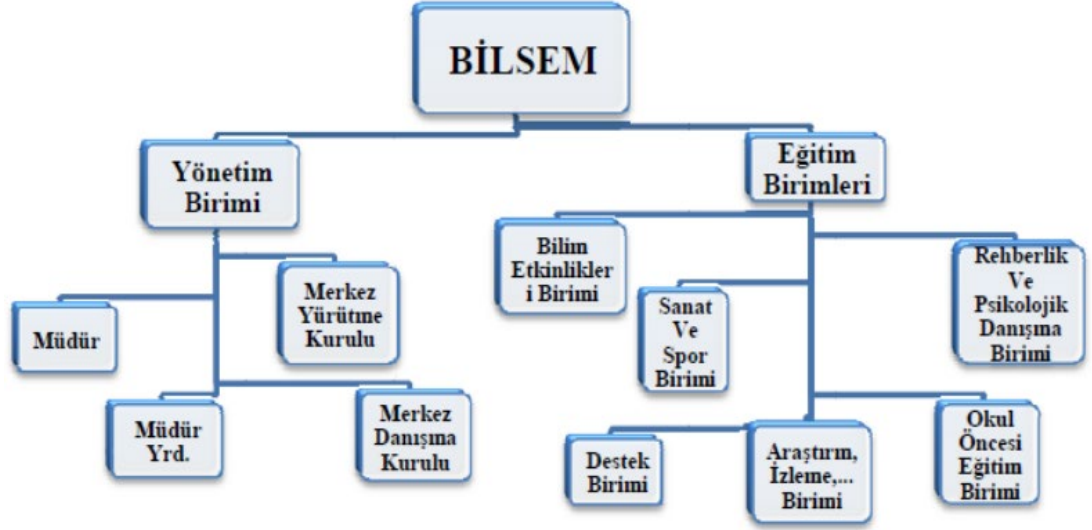 BİLSEM
Yönetim
Birimi
Eğitim
Birimleri
Müdür
Merkez
Yürütme
Kurulu
Müdür
Yrd.
Merkez
Danışma
Kurulu
Bilim
Etkinlikler
i Birimi
Sanat
Ve
Spor
Birimi
Rehberlik
Ve
Psikolojik
Danışma
Birimi
Destek
Birimi
Araştırm,
İzleme,...
Birimi
Okul
Öncesi
Eğitim
Birimi